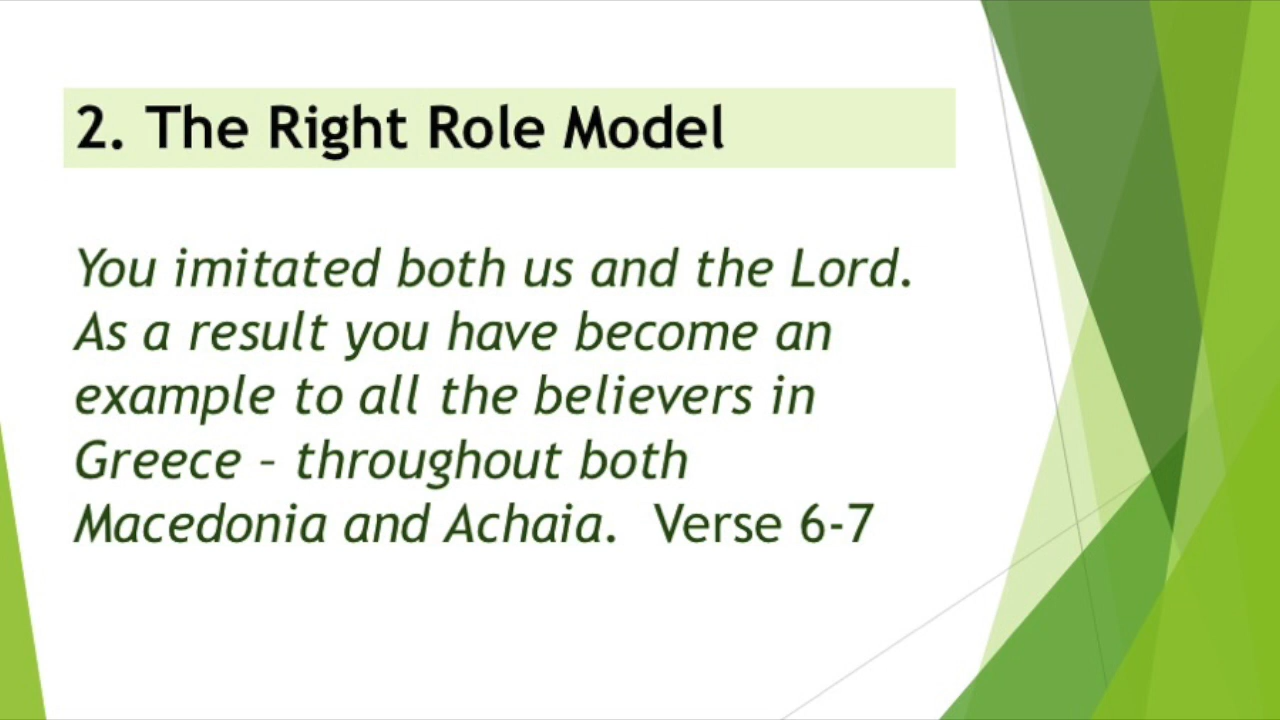 2. The Right Role Model
You imitated both us and the Lord.
As a result you have become an
example to all the believers in
Greece – throughout both
Macedonia and Achaia. Verse 6-7